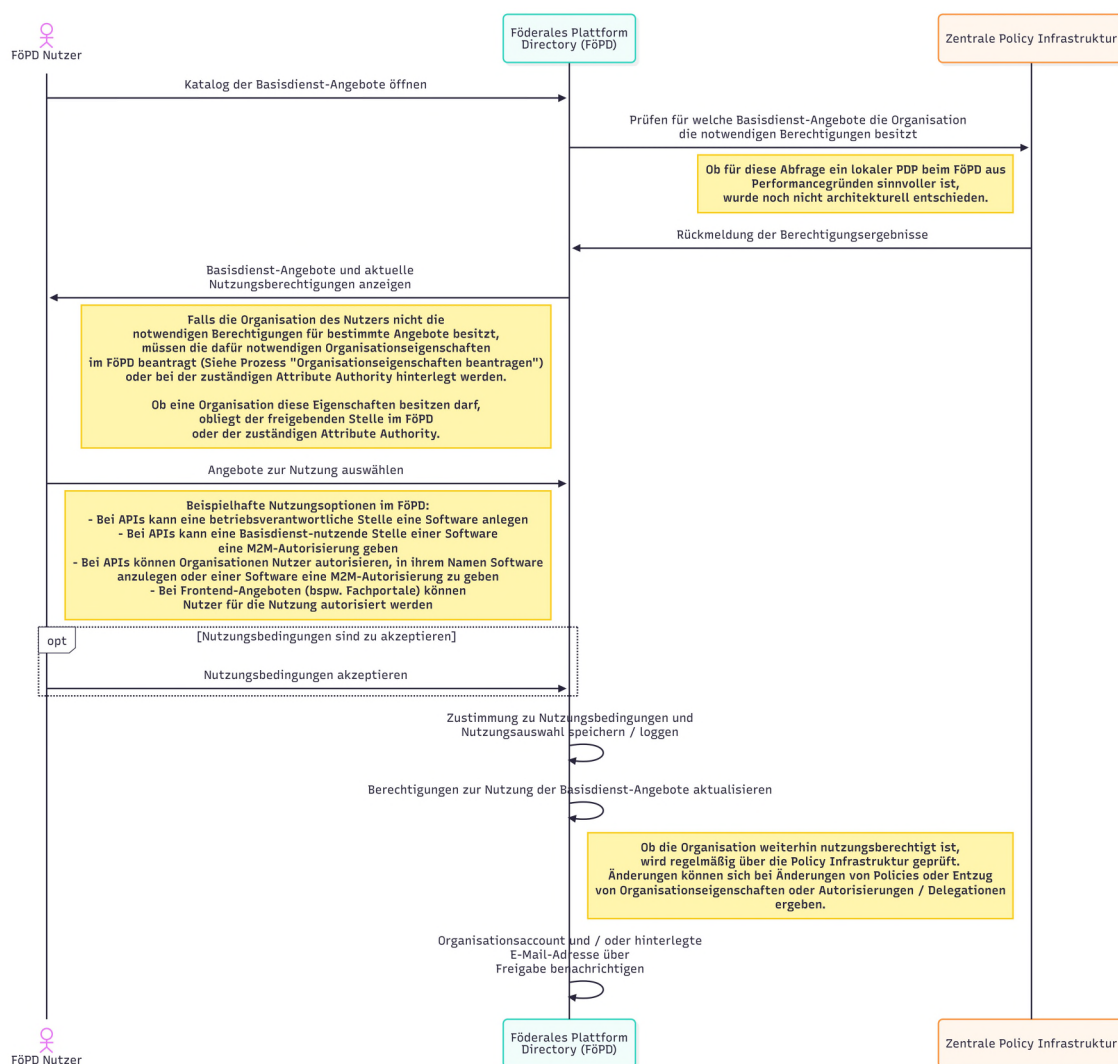 FöPD Nutzer
Föderales Plattform
Directory (FöPD)
Zentrale Policy Infrastruktur
Katalog der Basisdienst-Angebote öffnen
Prüfen für welche Basisdienst-Angebote die Organisation
die notwendigen Berechtigungen besitzt
Ob für diese Abfrage ein lokaler PDP beim FöPD aus
Performancegründen sinnvoller ist,
wurde noch nicht architekturell entschieden.
Rückmeldung der Berechtigungsergebnisse
Basisdienst-Angebote und aktuelle
Nutzungsberechtigungen anzeigen
Falls die Organisation des Nutzers nicht die
notwendigen Berechtigungen für bestimmte Angebote besitzt,
müssen die dafür notwendigen Organisationseigenschaften
im FöPD beantragt (Siehe Prozess "Organisationseigenschaften beantragen")
oder bei der zuständigen Attribute Authority hinterlegt werden.
Ob eine Organisation diese Eigenschaften besitzen darf,
obliegt der freigebenden Stelle im FöPD
oder der zuständigen Attribute Authority.
Angebote zur Nutzung auswählen
Beispielhafte Nutzungsoptionen im FöPD:
- Bei APIs kann eine betriebsverantwortliche Stelle eine Software anlegen
- Bei APIs kann eine Basisdienst-nutzende Stelle einer Software
eine M2M-Autorisierung geben
- Bei APIs können Organisationen Nutzer autorisieren, in ihrem Namen Software
anzulegen oder einer Software eine M2M-Autorisierung zu geben
- Bei Frontend-Angeboten (bspw. Fachportale) können
Nutzer für die Nutzung autorisiert werden
opt
[Nutzungsbedingungen sind zu akzeptieren]
Nutzungsbedingungen akzeptieren
Zustimmung zu Nutzungsbedingungen und
Nutzungsauswahl speichern / loggen
Berechtigungen zur Nutzung der Basisdienst-Angebote aktualisieren
Ob die Organisation weiterhin nutzungsberechtigt ist,
wird regelmäßig über die Policy Infrastruktur geprüft.
Änderungen können sich bei Änderungen von Policies oder Entzug
von Organisationseigenschaften oder Autorisierungen / Delegationen
ergeben.
Organisationsaccount und / oder hinterlegte
E-Mail-Adresse über
Freigabe benachrichtigen
FöPD Nutzer
Föderales Plattform
Directory (FöPD)
Zentrale Policy Infrastruktur